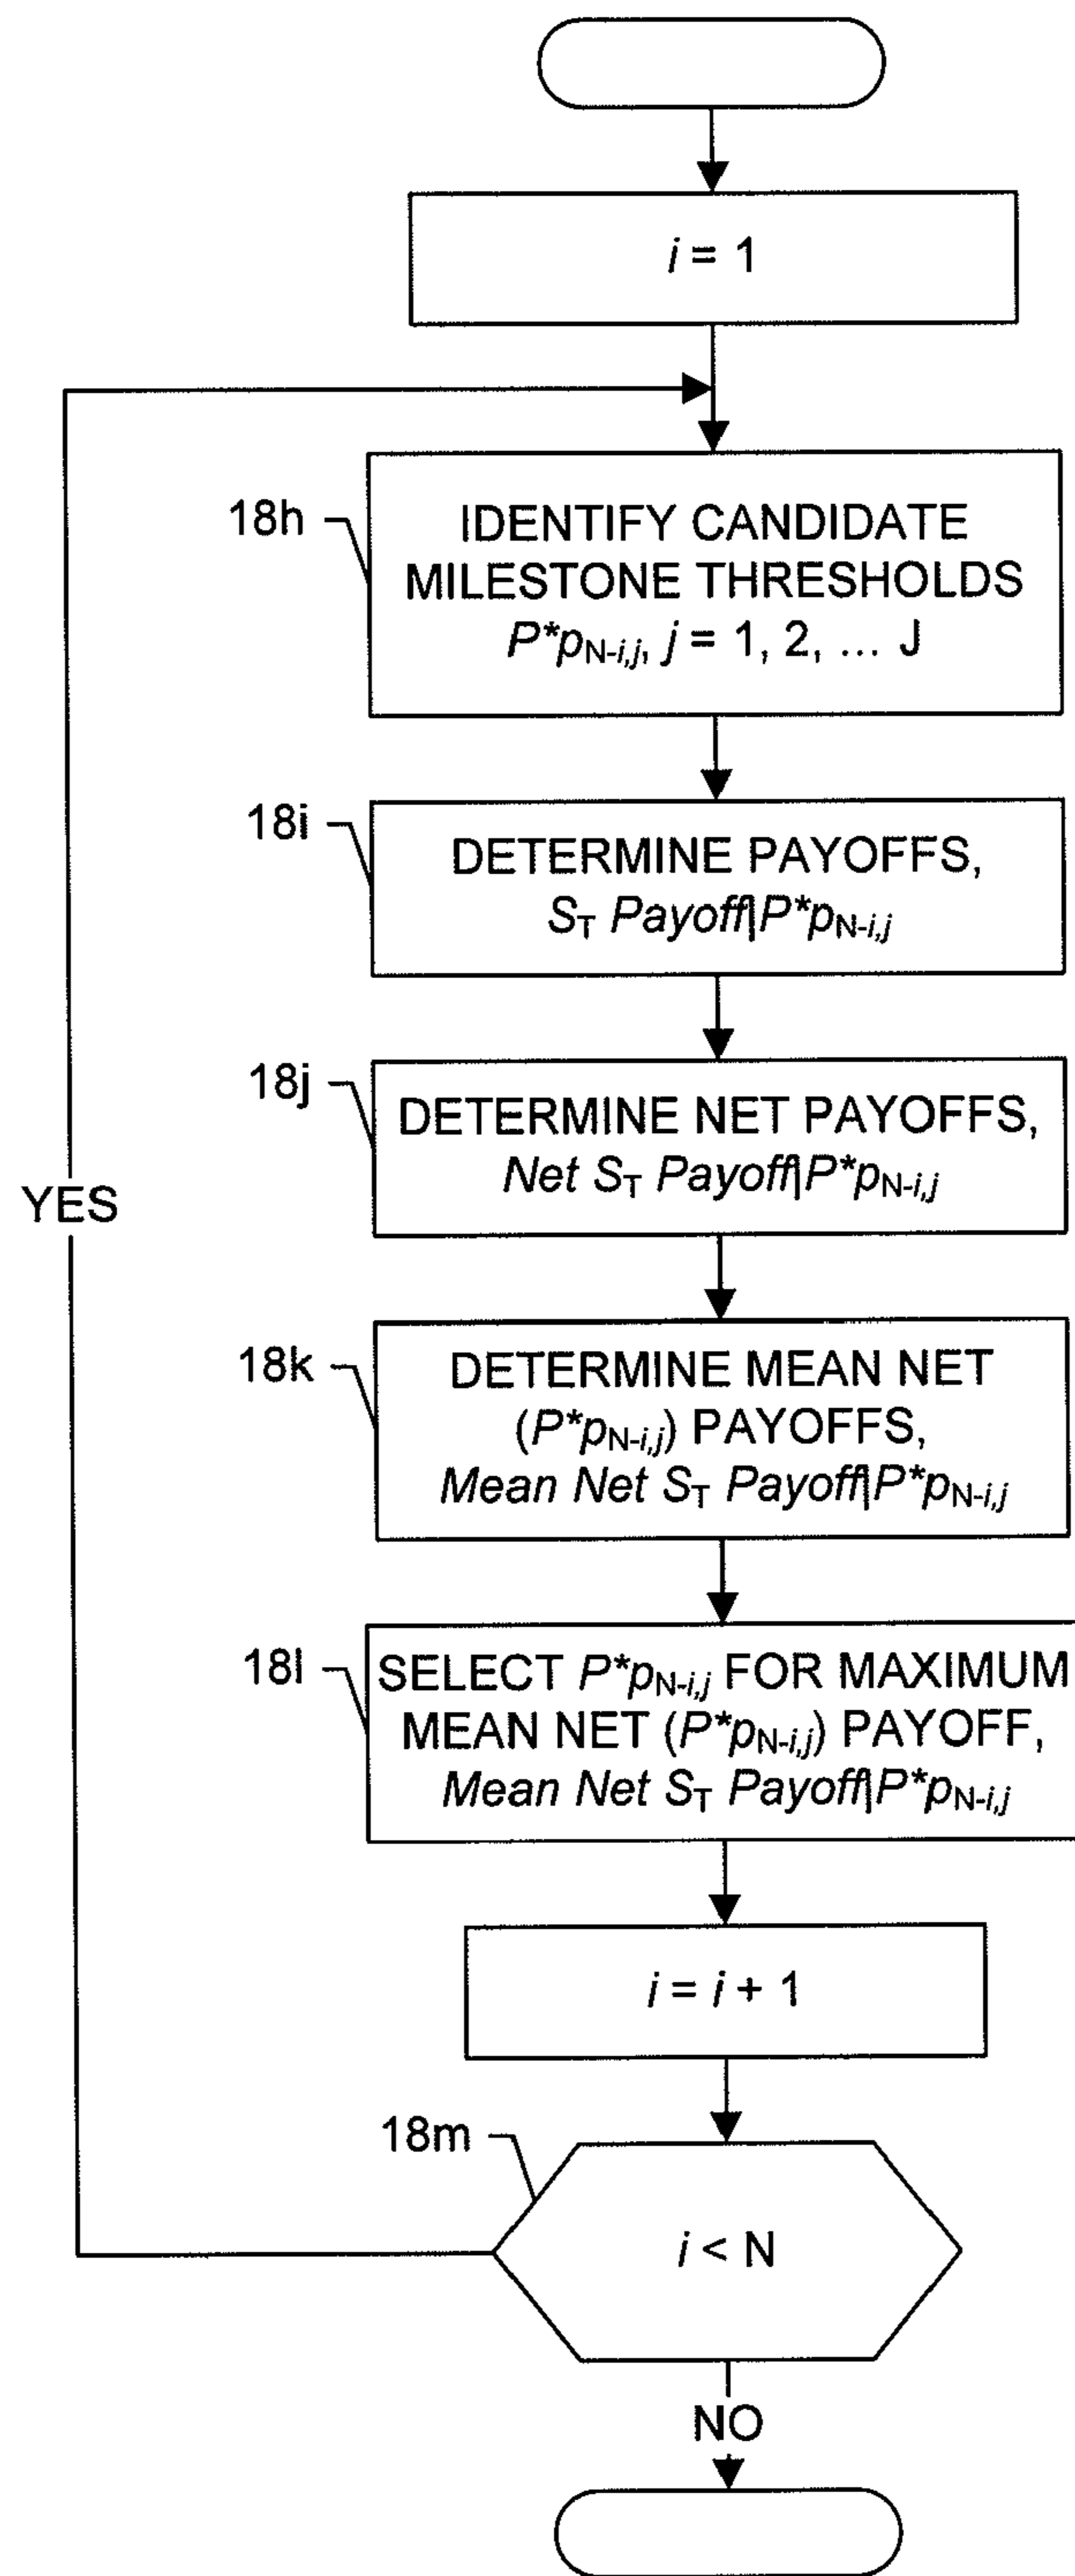 i = 1
18h
IDENTIFY CANDIDATE
MILESTONE THRESHOLDS
P*pN-i,j, j = 1, 2, ... J
18i
DETERMINE PAYOFFS,
ST Payoff|P*pN-i,j
18j
DETERMINE NET PAYOFFS,
Net ST Payoff|P*pN-i,j
YES
18k
DETERMINE MEAN NET
(P*pN-i,j) PAYOFFS,
Mean Net ST Payoff|P*pN-i,j
18l
SELECT P*pN-i,j FOR MAXIMUM
MEAN NET (P*pN-i,j) PAYOFF,
Mean Net ST Payoff|P*pN-i,j
i = i + 1
18m
i < N
NO